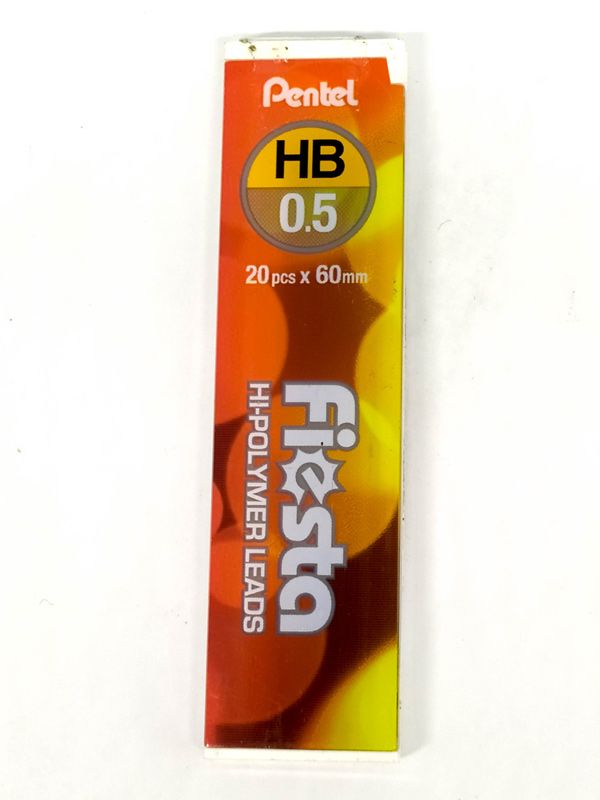 Pentel
HB
0.5
20pcs x 60mm
Fiesta
HI-POLYMER LEADS